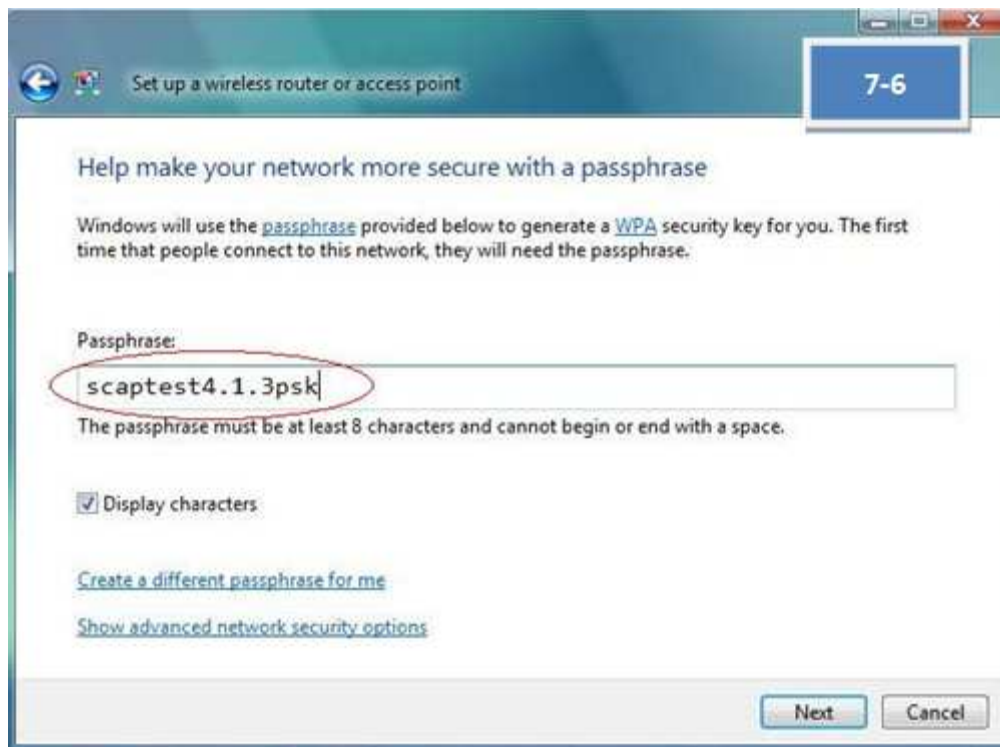 Set up a wireless router or access point
7-6
Help make your network more secure with a passphrase
Windows will use the passphrase provided below to generate a WPA security key for you. The first
time that people connect to this network, they will need the passphrase.
Passphrase:
scaptest4.1.3psk
The passphrase must be at least 8 characters and cannot begin or end with a space.
Display characters
Create a different passphrase for me
Show advanced network security options
Next Cancel